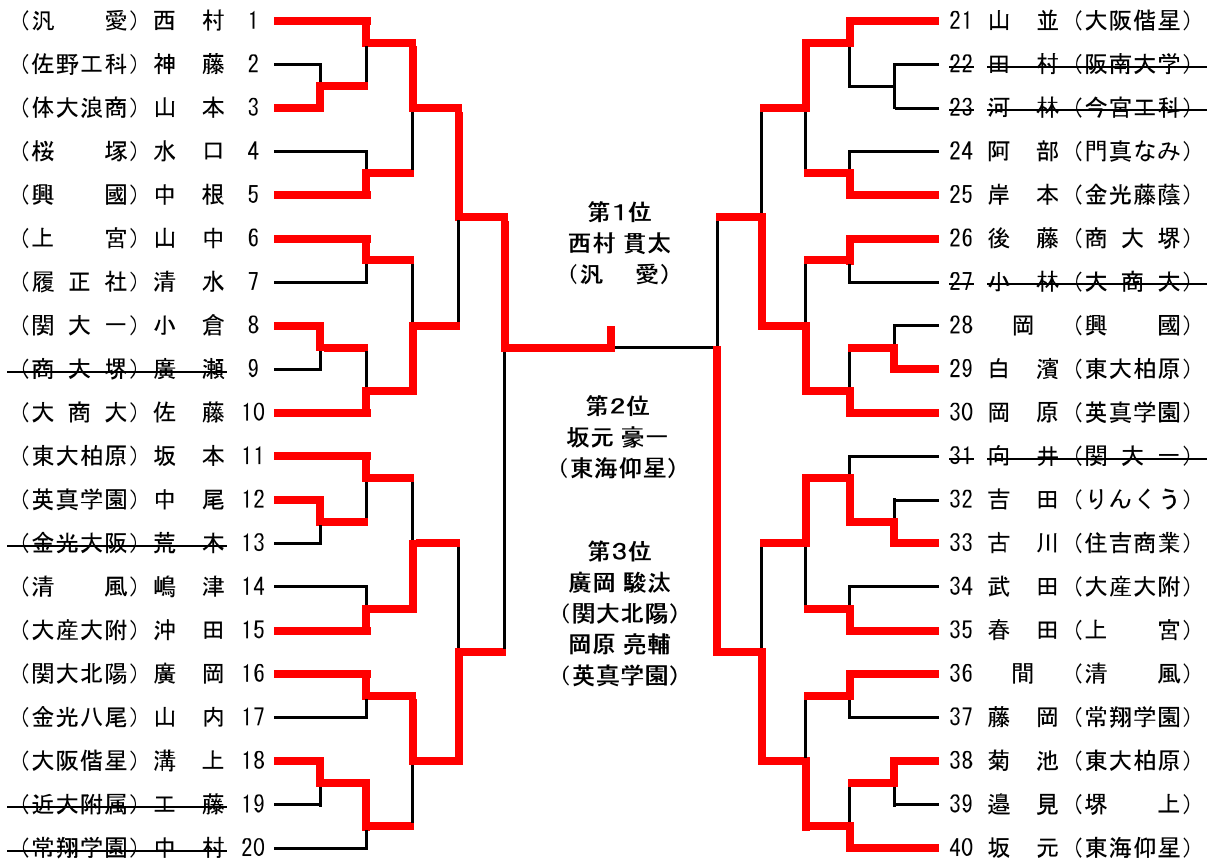 (汎　愛) 西村 1
(佐野工科) 神藤 2
(体大浪商) 山本 3
(桜　塚) 水口 4
(興　國) 中根 5
(上　宮) 山中 6
(履正社) 清水 7
(関大一) 小倉 8
(商大堺) 廣瀬 9
(大商大) 佐藤 10
(東大柏原) 坂本 11
(英真学園) 中尾 12
(金光大阪) 荒木 13
(清　風) 嶋津 14
(大産大附) 沖田 15
(関大北陽) 廣岡 16
(金光八尾) 山内 17
(大阪偕星) 溝上 18
(近大附属) 工藤 19
(常翔学園) 中村 20
第1位
西村 貫太
(汎　愛)
第2位
坂元 豪一
(東海仰星)
第3位
廣岡 駿汰
(関大北陽)
岡原 亮輔
(英真学園)
21 山並 (大阪偕星)
22 田村 (阪南大学)
23 河林 (今宮工科)
24 阿部 (門真なみ)
25 岸本 (金光藤蔭)
26 後藤 (商大堺)
27 小林 (大商大)
28 岡 (興　國)
29 白濱 (東大柏原)
30 岡原 (英真学園)
31 向井 (関大一)
32 吉田 (りんくう)
33 古川 (住吉商業)
34 武田 (大産大附)
35 春田 (上　宮)
36 間 (清　風)
37 藤岡 (常翔学園)
38 菊池 (東大柏原)
39 邉見 (堺　上)
40 坂元 (東海仰星)